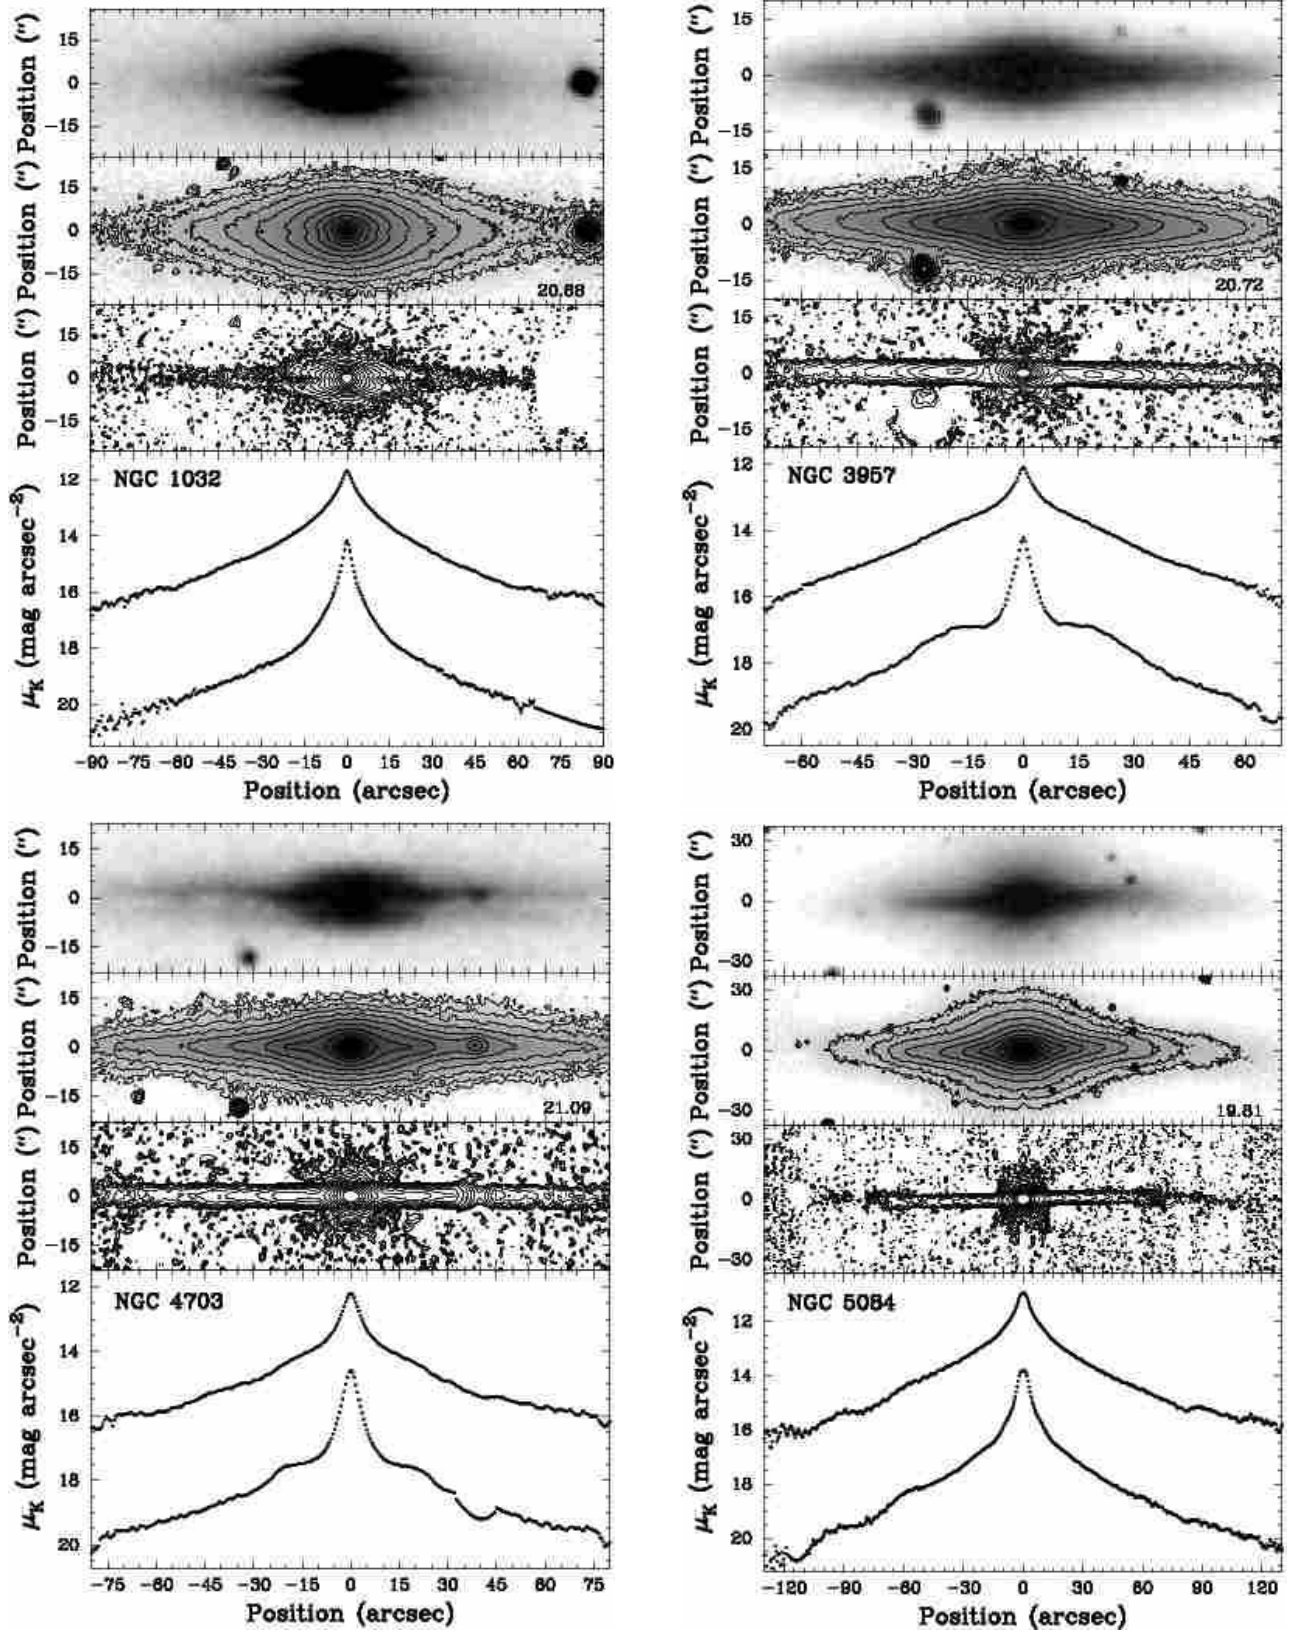 15
0
-15
Position (")
15
0
-15
Position (")
20.88
15
0
-15
Position (")
NGC 1032
12
14
16
18
20
μK (mag arcsec−2)
-90 -75 -60 -45 -30 -15 0 15 30 45 60 75 90
Position (arcsec)
15
0
-15
Position (")
15
0
-15
Position (")
20.72
15
0
-15
Position (")
NGC 3957
12
14
16
18
20
μK (mag arcsec−2)
-60 -45 -30 -15 0 15 30 45 60
Position (arcsec)
15
0
-15
Position (")
15
0
-15
Position (")
21.09
15
0
-15
Position (")
NGC 4703
12
14
16
18
20
μK (mag arcsec−2)
-75 -60 -45 -30 -15 0 15 30 45 60 75
Position (arcsec)
30
0
-30
Position (")
30
0
-30
Position (")
19.81
30
0
-30
Position (")
NGC 5084
12
14
16
18
20
μK (mag arcsec−2)
-120 -90 -60 -30 0 30 60 90 120
Position (arcsec)